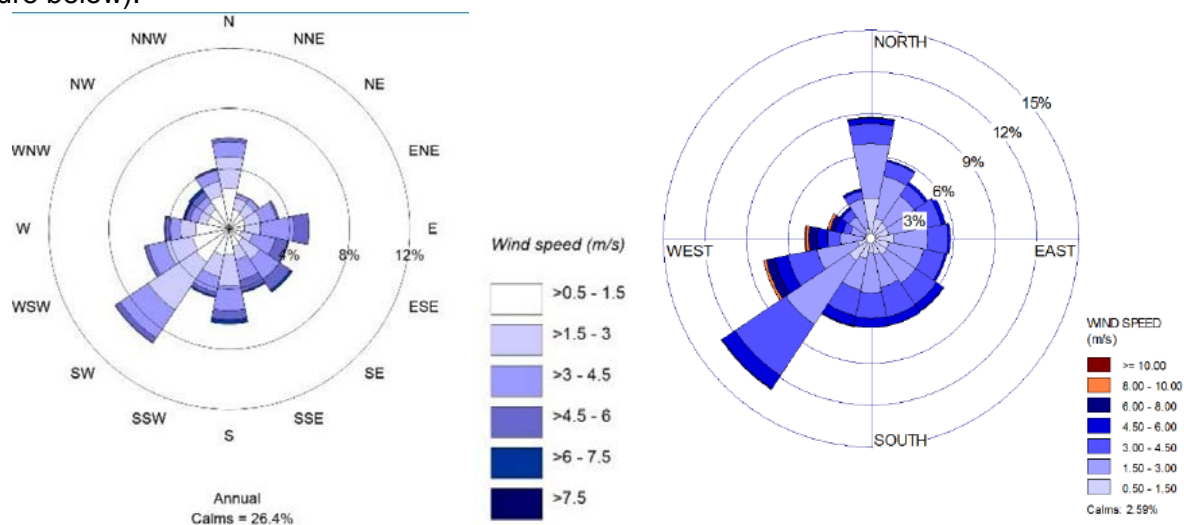 ure below).
N
NNW
NNE
NW
NE
WNW
ENE
W
E
4%
8%
12%
WSW
ESE
SW
SE
SSW
SSE
S
Annual
Calms = 26.4%
Wind speed (m/s)
>0.5 - 1.5
>1.5 - 3
>3 - 4.5
>4.5 - 6
>6 - 7.5
>7.5
NORTH
15%
12%
9%
6%
3%
WEST
EAST
SOUTH
WIND SPEED
(m/s)
>= 10.00
8.00 - 10.00
6.00 - 8.00
4.50 - 6.00
3.00 - 4.50
1.50 - 3.00
0.50 - 1.50
Calms: 2.59%